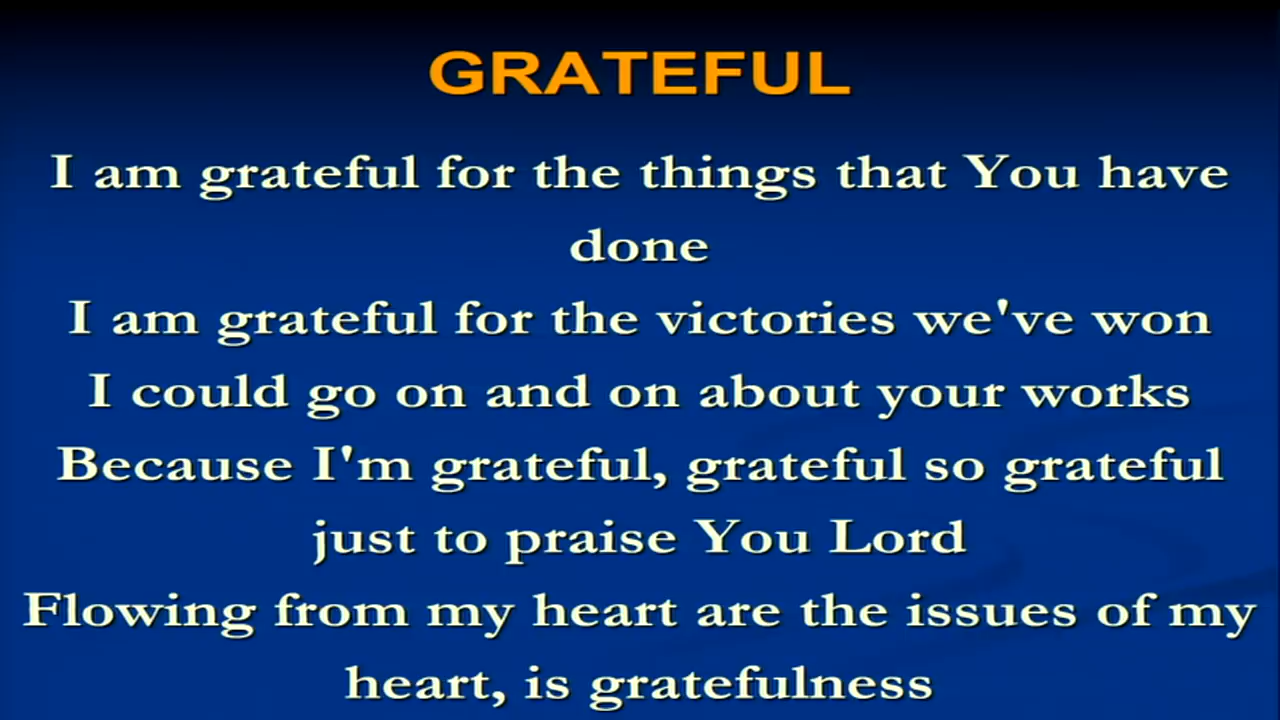 GRATEFUL
I am grateful for the things that You have
done
I am grateful for the victories we've won
I could go on and on about your works
Because I'm grateful, grateful so grateful
just to praise You Lord
Flowing from my heart are the issues of my
heart, is gratefulness